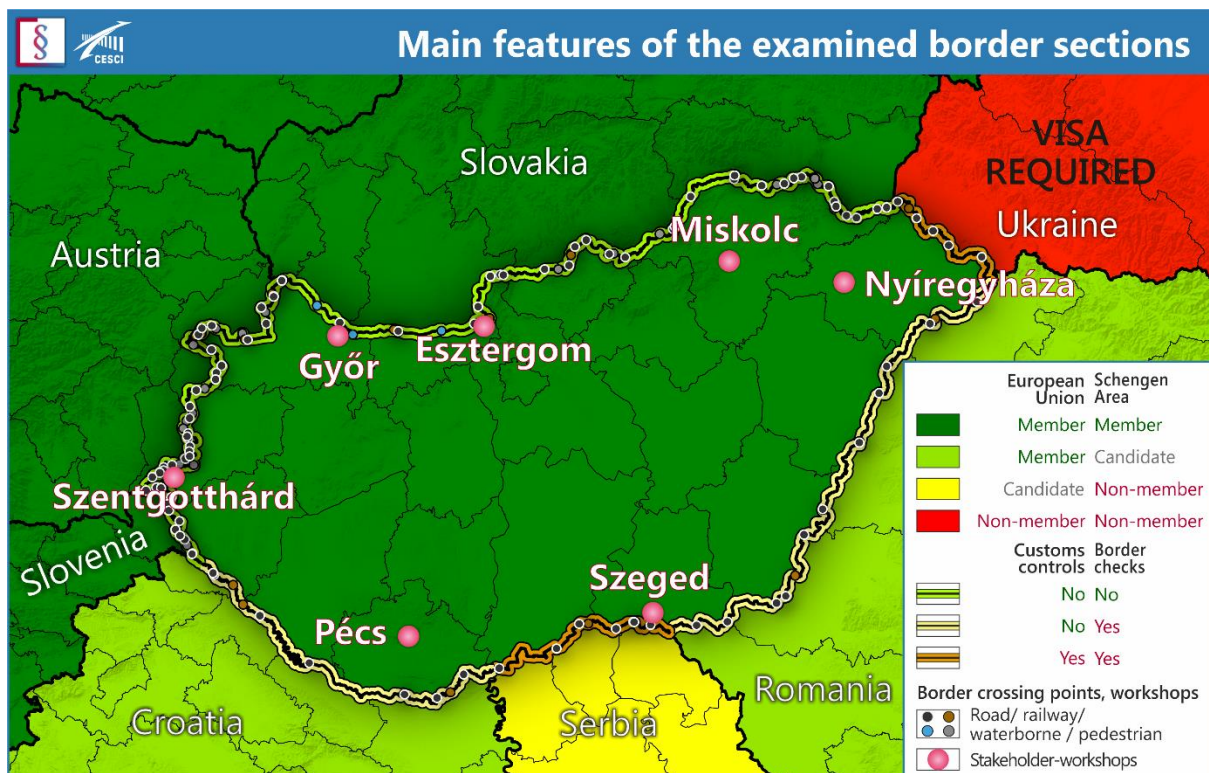 §
CESCI
Main features of the examined border sections
Slovakia
VISA
REQUIRED
Ukraine
Austria
Miskolc
Nyíregyháza
Győr
Esztergom
Szentgotthárd
Slovenia
Szeged
Pécs
Croatia
Serbia
Romania
European Schengen
Union Area
Member Member
Member Candidate
Candidate Non-member
Non-member Non-member
Customs Border
controls checks
No No
No Yes
Yes Yes
Border crossing points, workshops
Road/ railway/
waterborne / pedestrian
Stakeholder-workshops